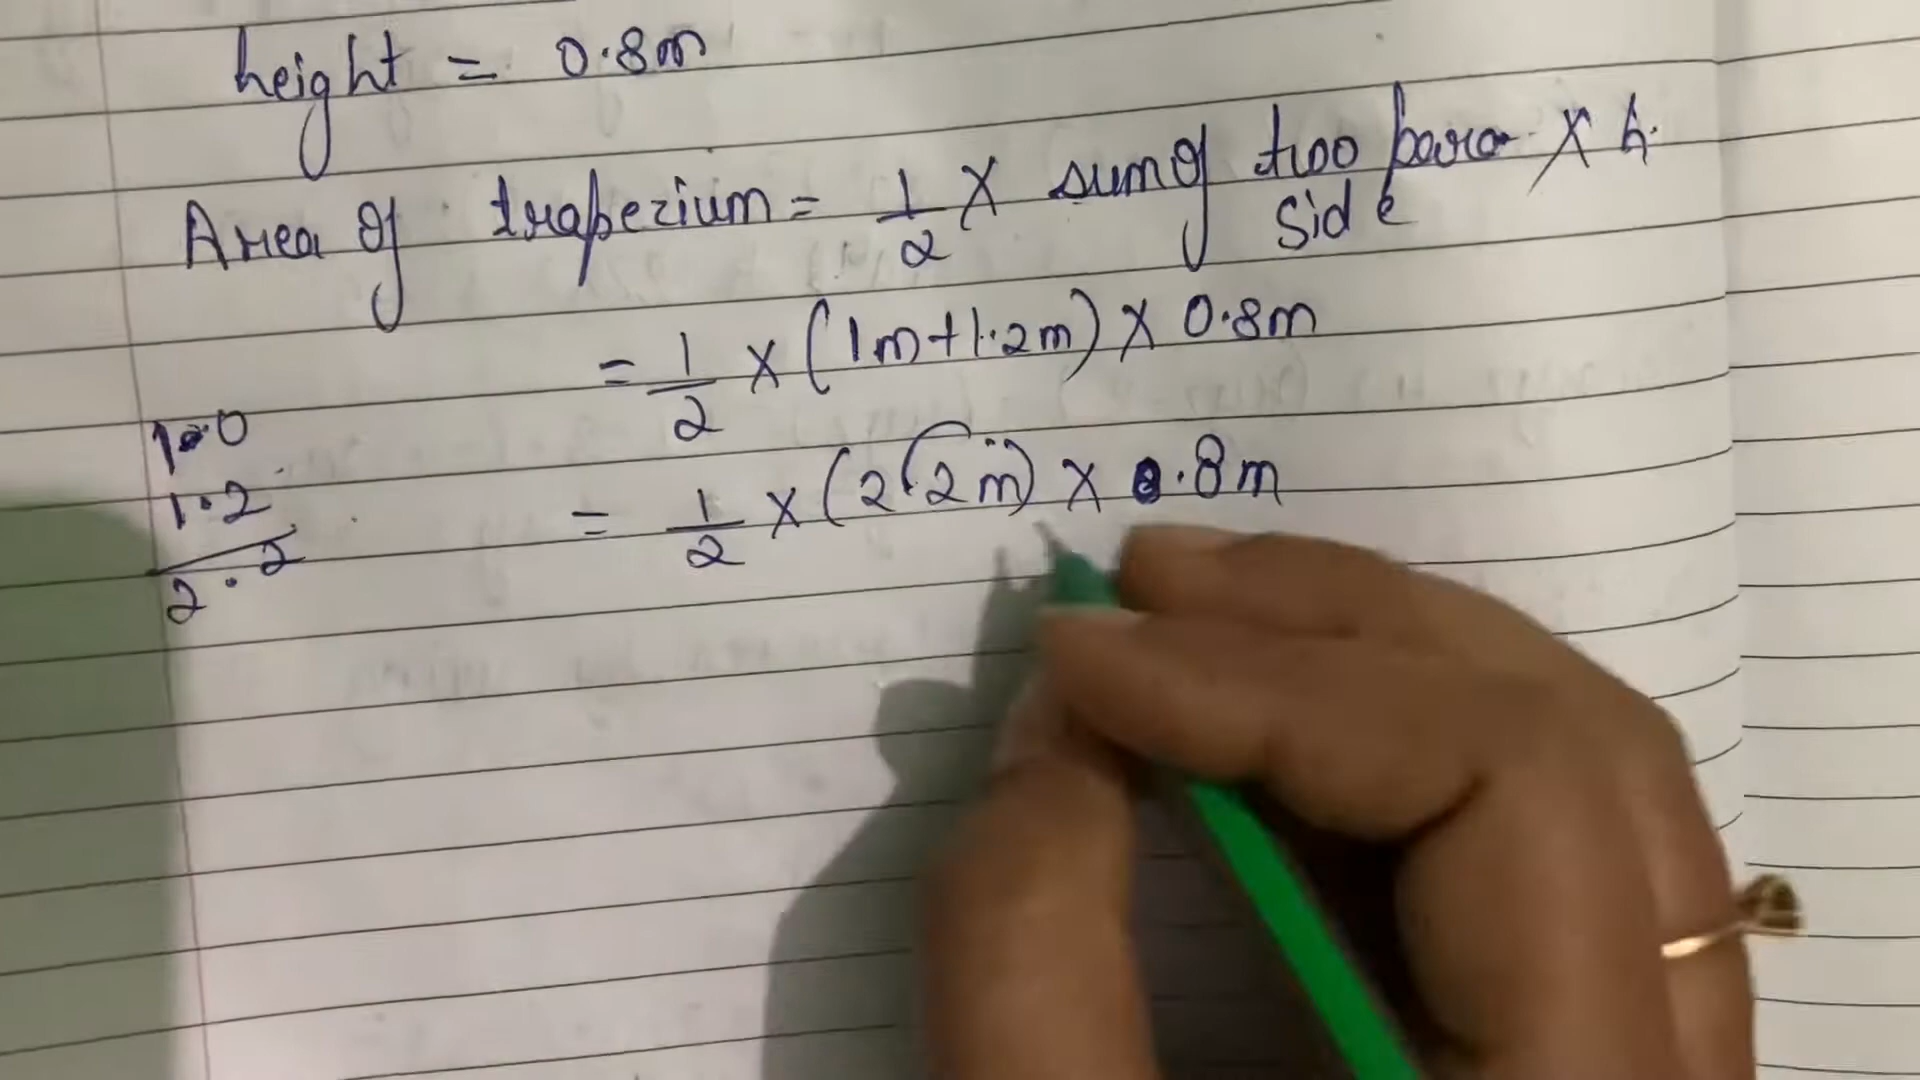 height = 0.8m
Area of trapezium = 1/2 X sum of two para X h.
side
= 1/2 X (1m+1.2m) X 0.8m
= 1/2 X (2.2m) X 0.8m
1.0
1.2
2.2